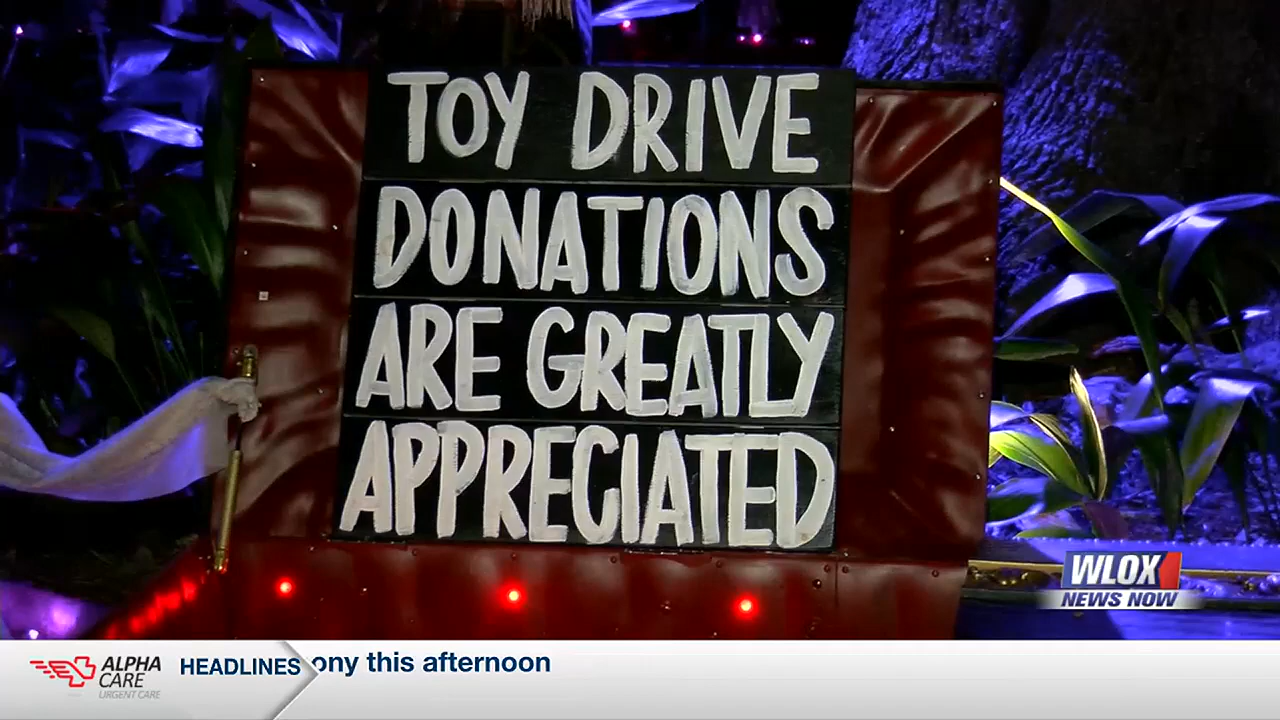 TOY DRIVE
DONATIONS
ARE GREATLY
APPRECIATED
WLOX
NEWS NOW
ALPHA
CARE
URGENT CARE
HEADLINES
ony this afternoon